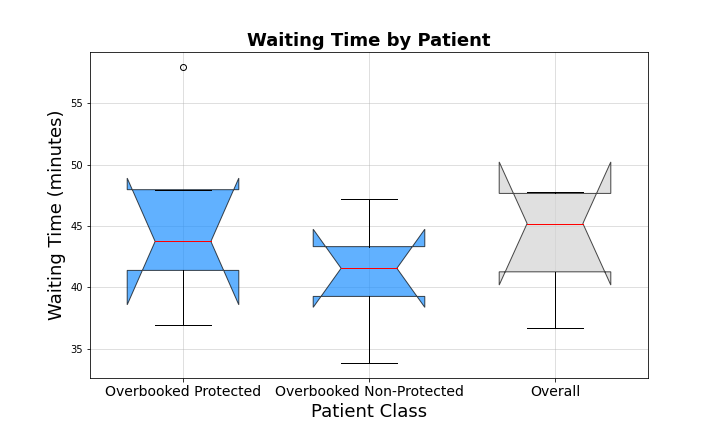 Waiting Time by Patient
Waiting Time (minutes)
55
50
45
40
35
Overbooked Protected
Overbooked Non-Protected
Overall
Patient Class